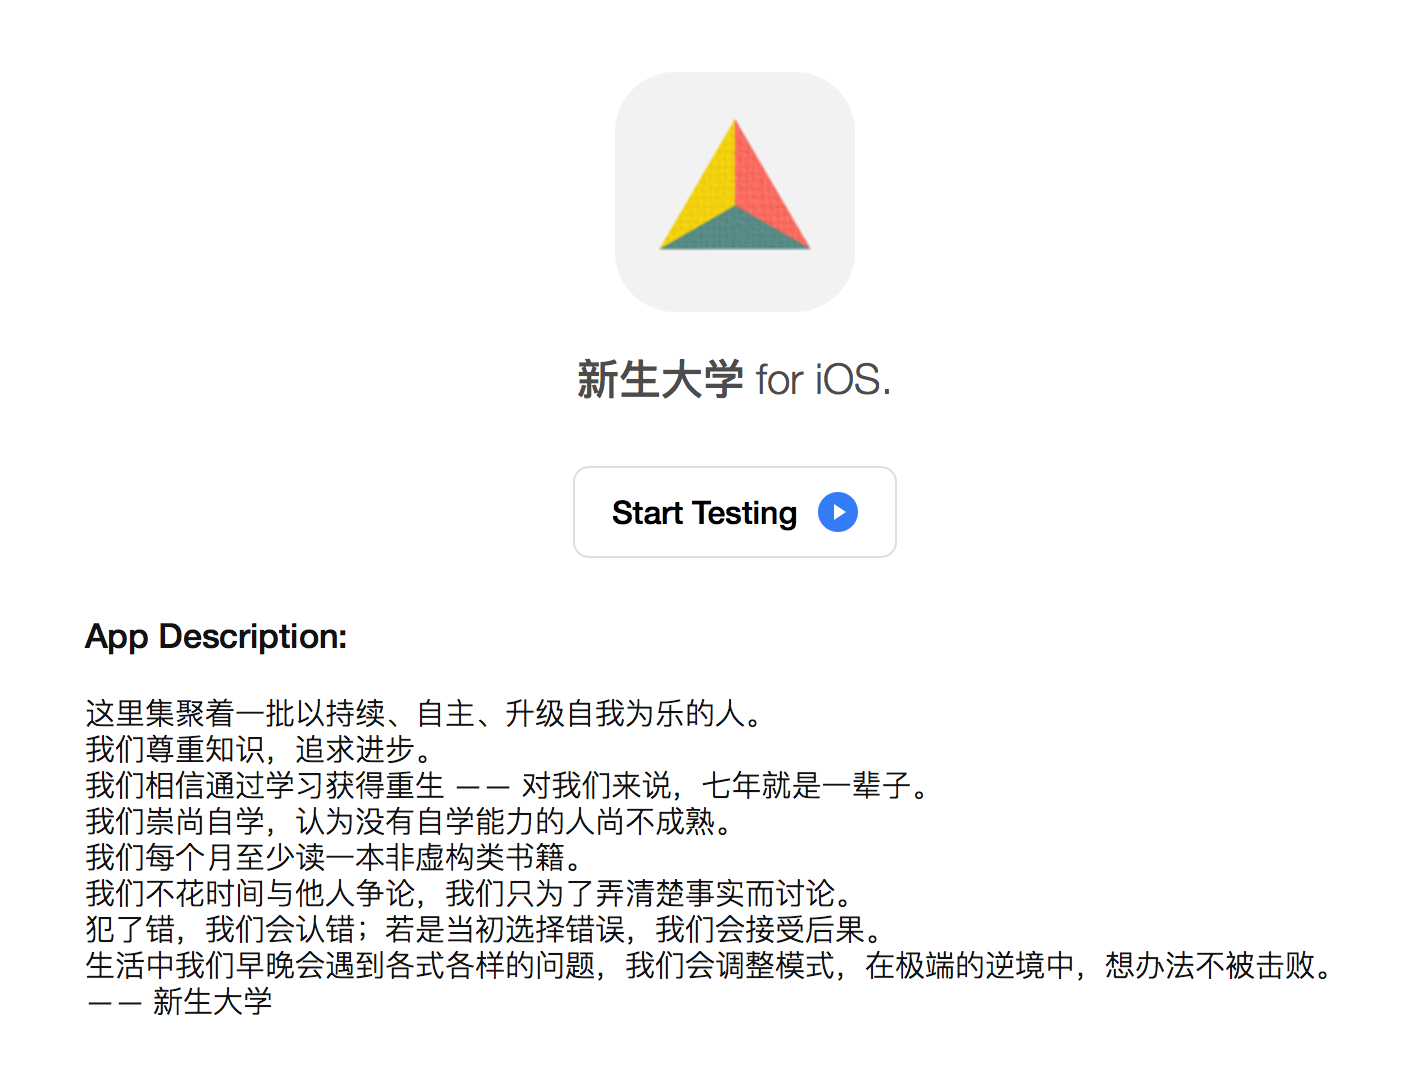 新生大学 for iOS.
Start Testing
App Description:
这里集聚着一批以持续、自主、升级自我为乐的人。
我们尊重知识，追求进步。
我们相信通过学习获得重生 —— 对我们来说，七年就是一辈子。
我们崇尚自学，认为没有自学能力的人尚不成熟。
我们每个月至少读一本非虚构类书籍。
我们不花时间与他人争论，我们只为了弄清楚事实而讨论。
犯了错，我们会认错；若是当初选择错误，我们会接受后果。
生活中我们早晚会遇到各式各样的问题，我们会调整模式，在极端的逆境中，想办法不被击败。
—— 新生大学